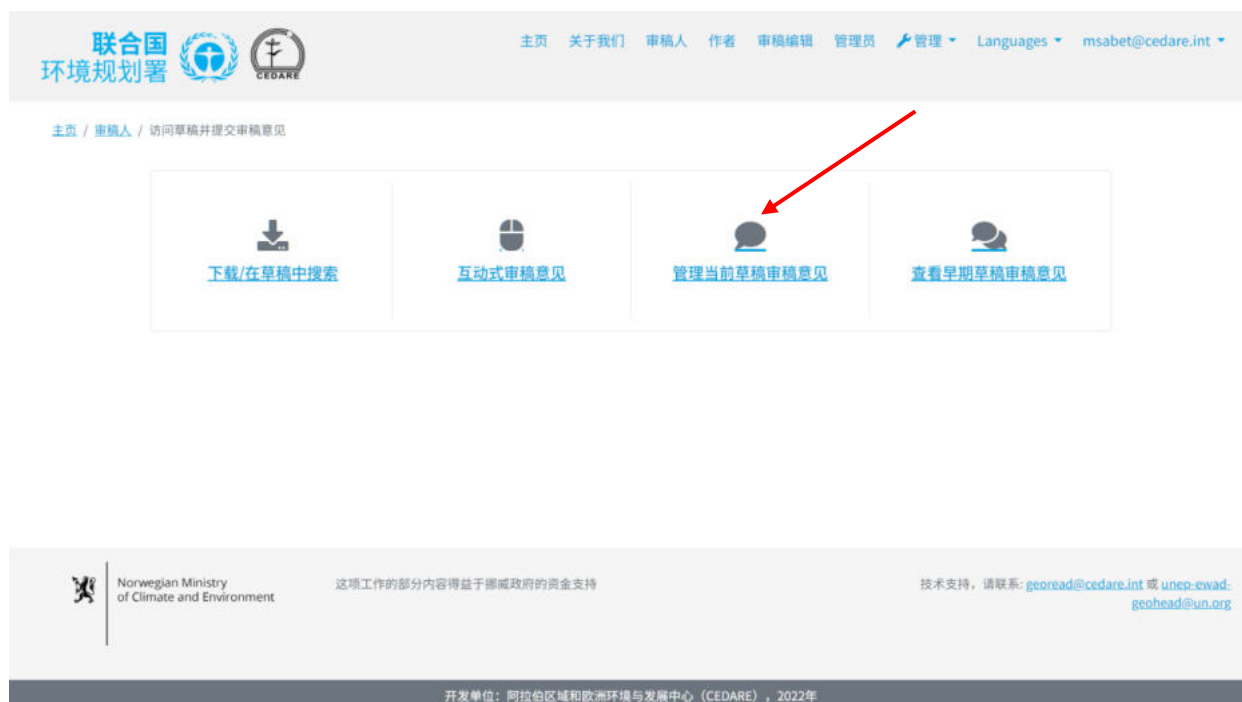 联合国
环境规划署
CEDARE
主页 关于我们 审稿人 作者 审稿编辑 管理员 管理 Languages msabet@cedare.int
主页 / 审稿人 / 访问草稿并提交审稿意见
下载/在草稿中搜索 互动式审稿意见 管理当前草稿审稿意见 查看早期草稿审稿意见
Norwegian Ministry
of Climate and Environment
这项工作的部分内容得益于挪威政府的资金支持
技术支持，请联系: georead@cedare.int 或 unep-ewad-
geohead@un.org
开发单位：阿拉伯区域和欧洲环境与发展中心（CEDARE），2022年